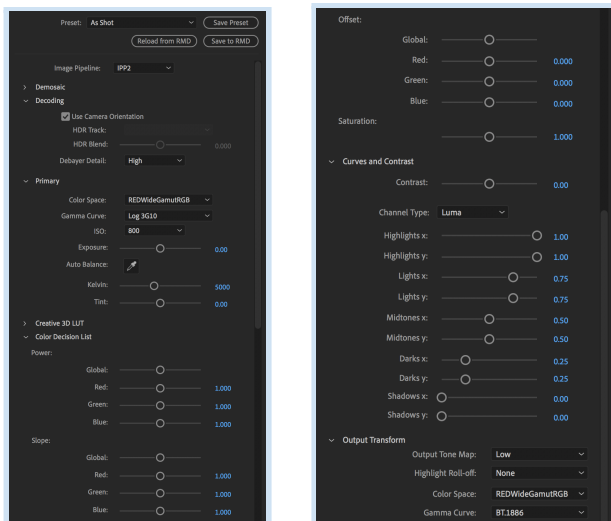 Preset: As Shot Save Preset
Reload from RMD Save to RMD
Image Pipeline: IPP2
Demosaic
Decoding
Use Camera Orientation
HDR Track:
HDR Blend: 0.000
Debayer Detail: High
Primary
Color Space: REDWideGamutRGB
Gamma Curve: Log 3G10
ISO: 800
Exposure: 0.00
Auto Balance:
Kelvin: 5000
Tint: 0.00
Creative 3D LUT
Color Decision List
Power:
Global:
Red: 1.000
Green: 1.000
Blue: 1.000
Slope:
Global:
Red: 1.000
Green: 1.000
Blue: 1.000
Offset:
Global:
Red: 0.000
Green: 0.000
Blue: 0.000
Saturation:
1.000
Curves and Contrast
Contrast: 0.00
Channel Type: Luma
Highlights x: 1.00
Highlights y: 1.00
Lights x: 0.75
Lights y: 0.75
Midtones x: 0.50
Midtones y: 0.50
Darks x: 0.25
Darks y: 0.25
Shadows x: 0.00
Shadows y: 0.00
Output Transform
Output Tone Map: Low
Highlight Roll-off: None
Color Space: REDWideGamutRGB
Gamma Curve: BT.1886